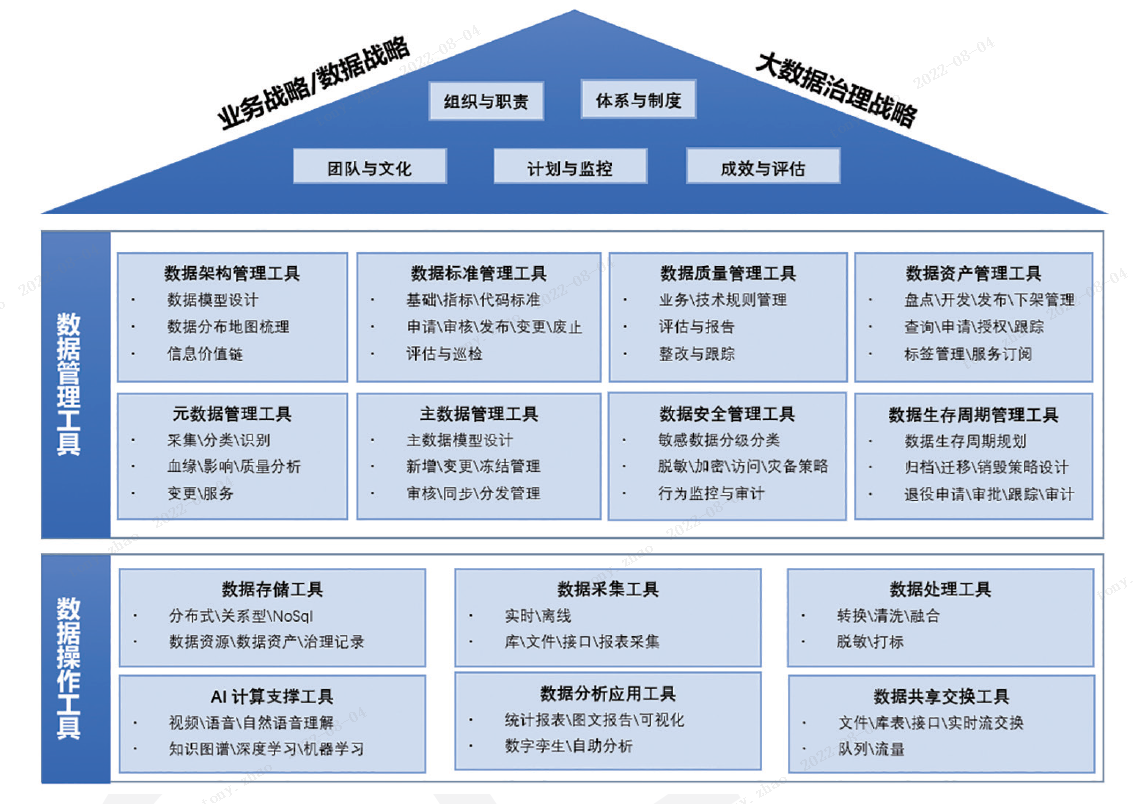 业务战略/数据战略
大数据治理战略
组织与职责
体系与制度
团队与文化
计划与监控
成效与评估
数据管理工具
数据架构管理工具
· 数据模型设计
· 数据分布地图梳理
· 信息价值链
数据标准管理工具
· 基础\指标\代码标准
· 申请\审核\发布\变更\废止
· 评估与巡检
数据质量管理工具
· 业务\技术规则管理
· 评估与报告
· 整改与跟踪
数据资产管理工具
· 盘点\开发\发布\下架管理
· 查询\申请\授权\跟踪
· 标签管理\服务订阅
元数据管理工具
· 采集\分类\识别
· 血缘\影响\质量分析
· 变更\服务
主数据管理工具
· 主数据模型设计
· 新增\变更\冻结管理
· 审核\同步\分发管理
数据安全管理工具
· 敏感数据分级分类
· 脱敏\加密\访问\灾备策略
· 行为监控与审计
数据生存周期管理工具
· 数据生存周期规划
· 归档\迁移\销毁策略设计
· 退役申请\审批\跟踪\审计
数据操作工具
数据存储工具
· 分布式\关系型\NoSql
· 数据资源\数据资产\治理记录
数据采集工具
· 实时\离线
· 库\文件\接口\报表采集
数据处理工具
· 转换\清洗\融合
· 脱敏\打标
AI 计算支撑工具
· 视频\语音\自然语音理解
· 知识图谱\深度学习\机器学习
数据分析应用工具
· 统计报表\图文报告\可视化
· 数字孪生\自助分析
数据共享交换工具
· 文件\库表\接口\实时流交换
· 队列\流量
2022-08-04
2022-08-04